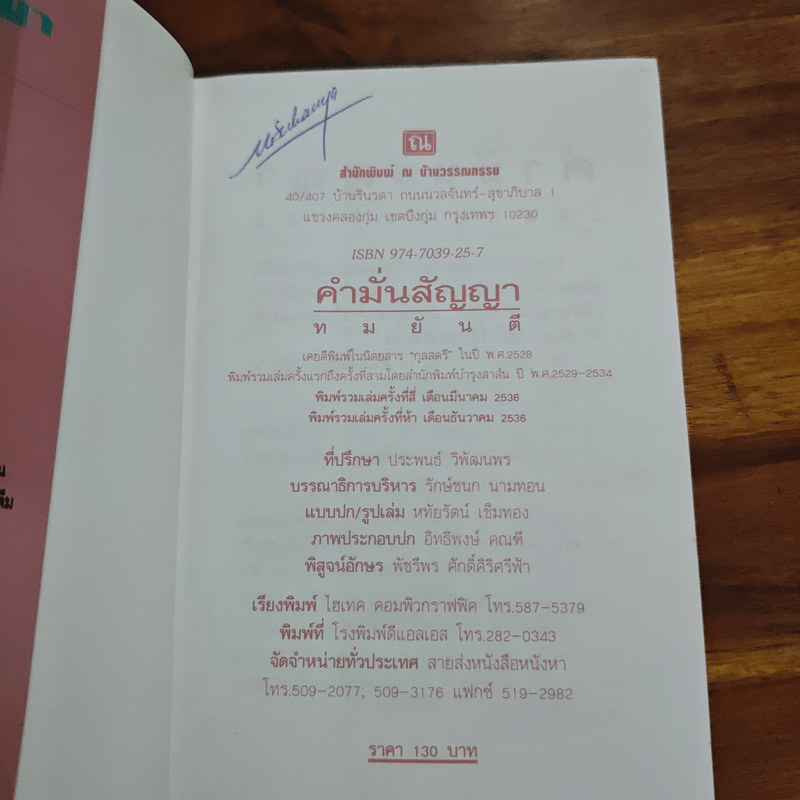 ณ
สำนักพิมพ์ ณ บ้านวรรณกรรม
40/407 บ้านรินรดา ถนนนวลจันทร์-สุขาภิบาล 1
แขวงคลองกุ่ม เขตบึงกุ่ม กรุงเทพฯ 10230
ISBN 974-7039-25-7
คำมั่นสัญญา
ท ม ยั น ตี
เคยตีพิมพ์ในนิตยสาร "กุลสตรี" ในปี พ.ศ.2528
พิมพ์รวมเล่มครั้งแรกถึงครั้งที่สามโดยสำนักพิมพ์บำรุงสาส์น ปี พ.ศ.2529-2534
พิมพ์รวมเล่มครั้งที่สี่ เดือนมีนาคม 2536
พิมพ์รวมเล่มครั้งที่ห้า เดือนธันวาคม 2536
ที่ปรึกษา ประพนธ์ วิพัฒนพร
บรรณาธิการบริหาร รักษ์ชนก นามทอน
แบบปก/รูปเล่ม หทัยรัตน์ เข็มทอง
ภาพประกอบปก อิทธิพงษ์ คณฑี
พิสูจน์อักษร พัชรีพร ศักดิ์ศิริศรีฟ้า
เรียงพิมพ์ ไฮเทค คอมพิวกราฟฟิค โทร.587-5379
พิมพ์ที่ โรงพิมพ์ดีแอลเอส โทร.282-0343
จัดจำหน่ายทั่วประเทศ สายส่งหนังสือหนังหา
โทร.509-2077, 509-3176 แฟกซ์ 519-2982
ราคา 130 บาท